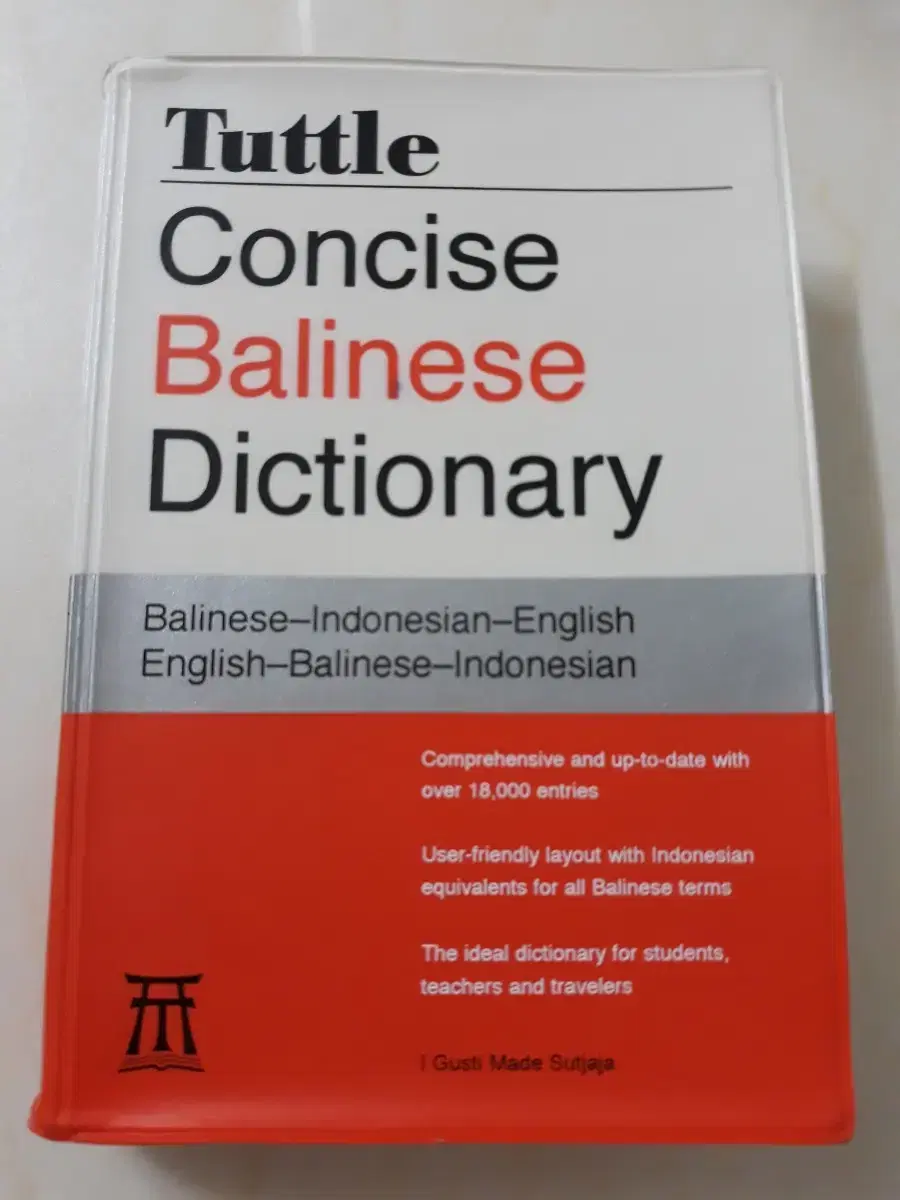 Tuttle
Concise
Balinese
Dictionary
Balinese–Indonesian–English
English–Balinese–Indonesian
Comprehensive and up-to-date with
over 18,000 entries
User-friendly layout with Indonesian
equivalents for all Balinese terms
The ideal dictionary for students,
teachers and travelers
I Gusti Made Sutjaja